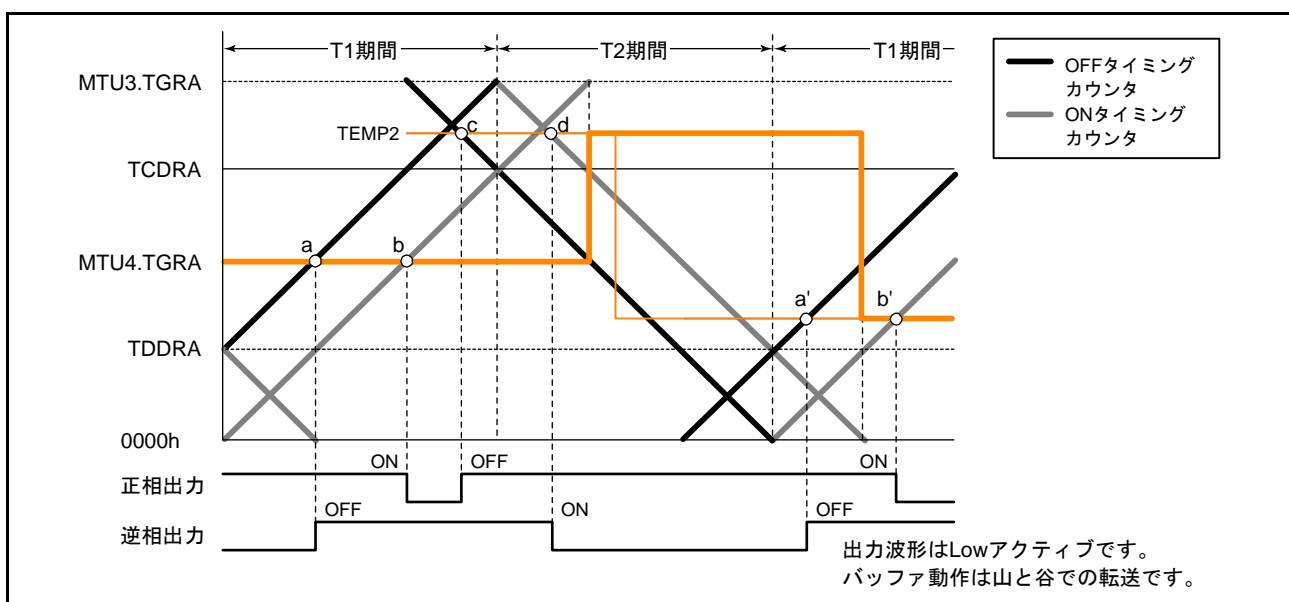 T1期間
T2期間
T1期間
OFFタイミング
カウンタ
ONタイミング
カウンタ
MTU3.TGRA
TEMP2
c
d
TCDRA
a
b
MTU4.TGRA
a'
b'
TDDRA
0000h
ON
OFF
ON
正相出力
OFF
ON
OFF
逆相出力
出力波形はLowアクティブです。
バッファ動作は山と谷での転送です。